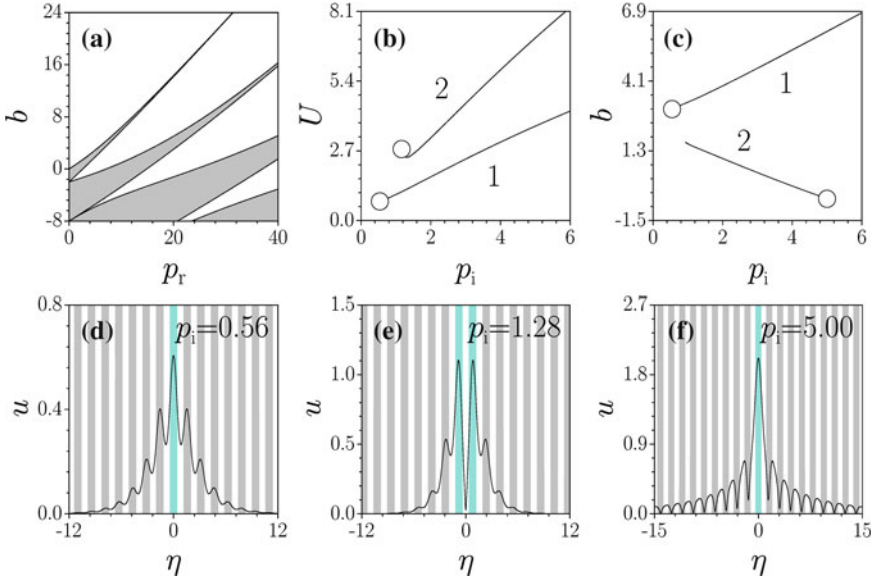 (a)
24
16
8
0
-8
b
0
20
40
p_r
(b)
8.1
5.4
2.7
0.0
U
2
1
0
2
4
6
p_i
(c)
6.9
4.1
1.3
-1.5
b
1
2
0
2
4
6
p_i
(d)
p_i=0.56
0.8
0.4
0.0
u
-12
0
12
η
(e)
p_i=1.28
1.5
1.0
0.5
0.0
u
-12
0
12
η
(f)
p_i=5.00
2.7
1.8
0.9
0.0
u
-15
0
15
η